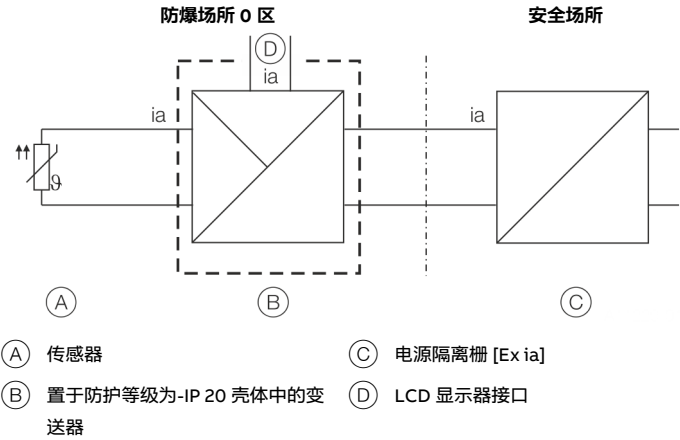 防爆场所 0 区
安全场所
D
ia
ia
ia
ϑ
A
B
C
A 传感器
C 电源隔离栅 [Ex ia]
B 置于防护等级为-IP 20 壳体中的变
送器
D LCD 显示器接口